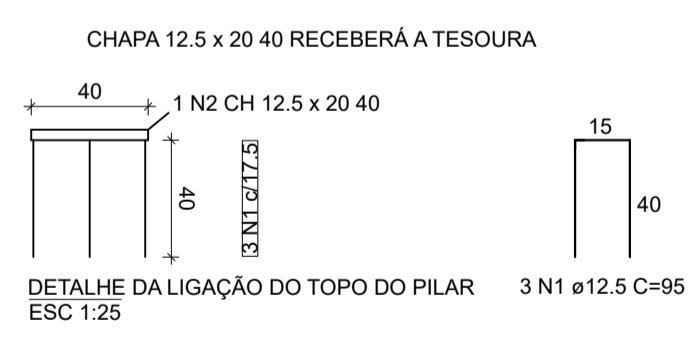 CHAPA 12.5 x 20 40 RECEBERÁ A TESOURA
40
1 N2 CH 12.5 x 20 40
40
3 N1 c/17.5
15
40
DETALHE DA LIGAÇÃO DO TOPO DO PILAR
ESC 1:25
3 N1 ø12.5 C=95